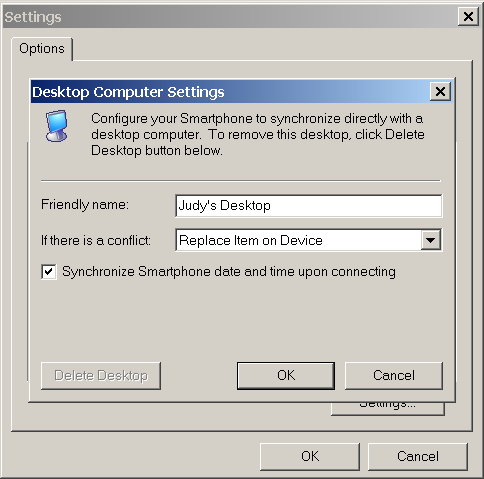 Settings
Options
Desktop Computer Settings
Configure your Smartphone to synchronize directly with a
desktop computer. To remove this desktop, click Delete
Desktop button below.
Friendly name:
Judy's Desktop
If there is a conflict:
Replace Item on Device
Synchronize Smartphone date and time upon connecting
Delete Desktop
OK
Cancel
Settings...
OK
Cancel